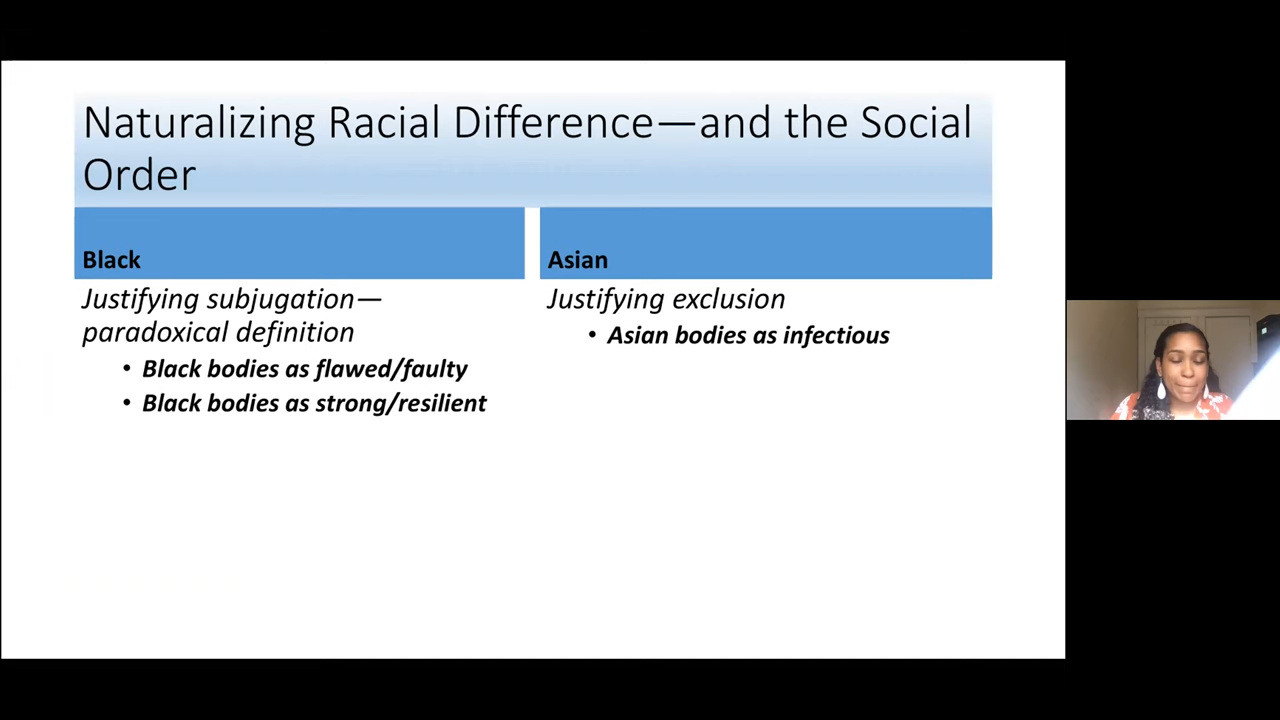 Naturalizing Racial Difference—and the Social
Order
Black
Justifying subjugation—
paradoxical definition
• Black bodies as flawed/faulty
• Black bodies as strong/resilient
Asian
Justifying exclusion
• Asian bodies as infectious